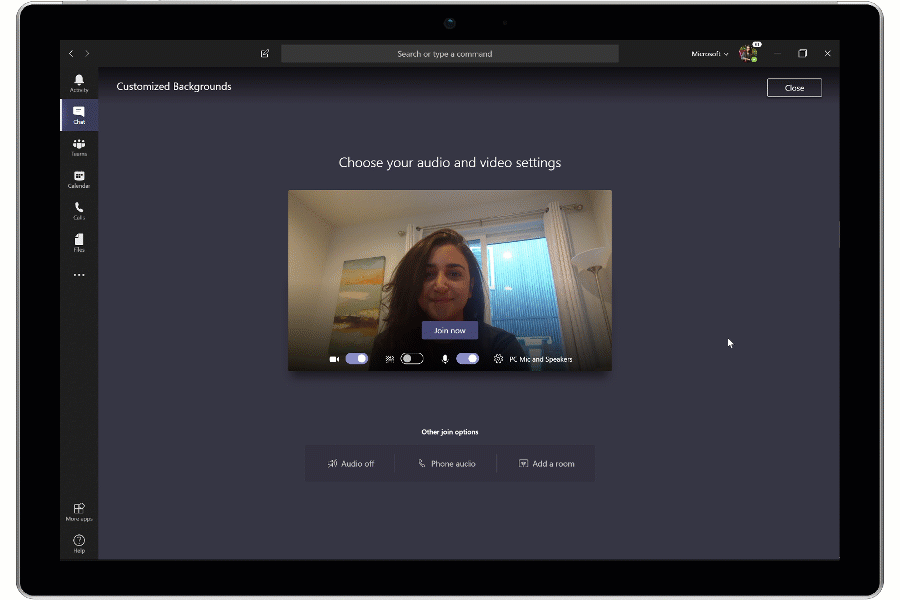 Search or type a command
Microsoft
Activity
Customized Backgrounds
Close
Chat
Teams
Calendar
Calls
Files
Choose your audio and video settings
Join now
PC Mic and Speakers
Other join options
Audio off
Phone audio
Add a room
More apps
Help